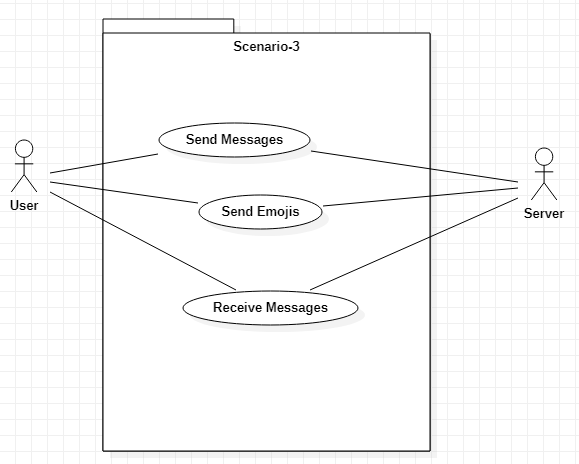 Scenario-3
Send Messages
User
Server
Send Emojis
Receive Messages